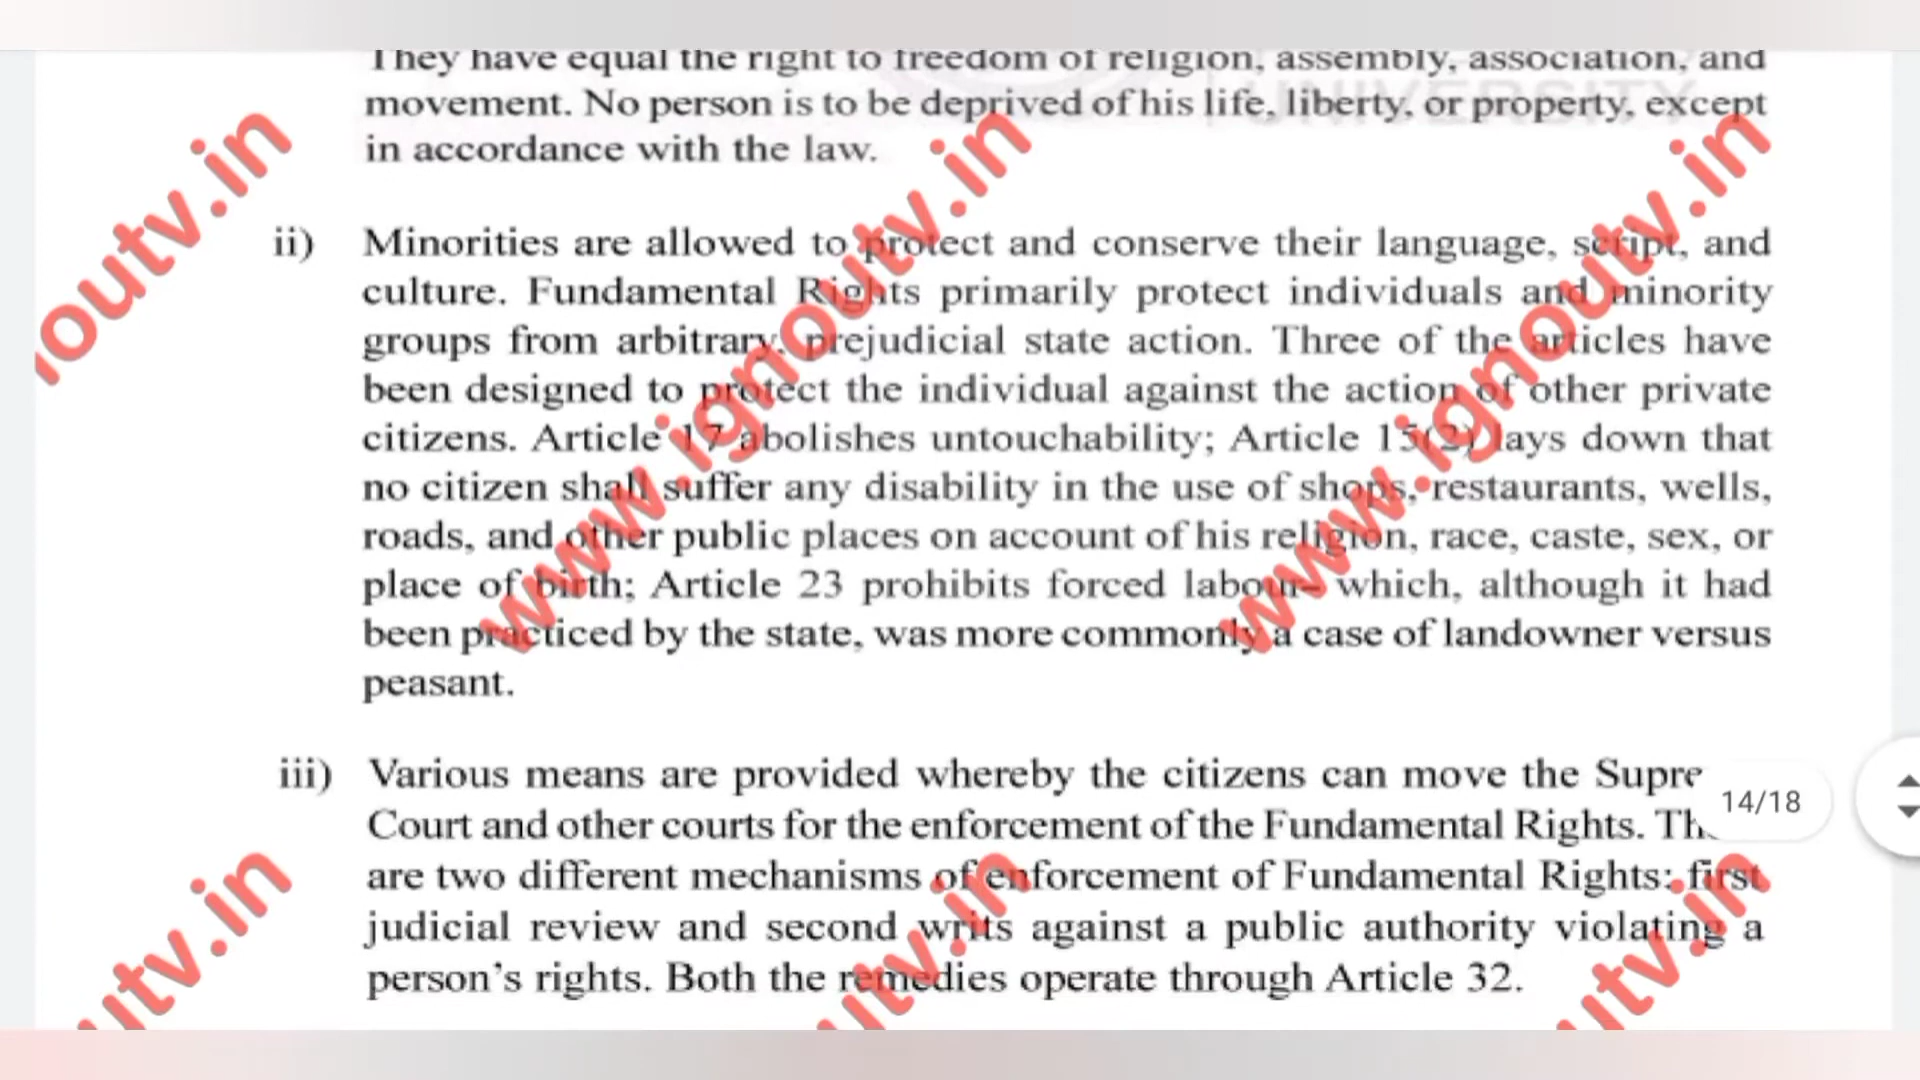 They have equal the right to freedom of religion, assembly, association, and
movement. No person is to be deprived of his life, liberty, or property, except
in accordance with the law.
ii) Minorities are allowed to protect and conserve their language, script, and
culture. Fundamental Rights primarily protect individuals and minority
groups from arbitrary, prejudicial state action. Three of the articles have
been designed to protect the individual against the action of other private
citizens. Article 17 abolishes untouchability; Article 15(2) lays down that
no citizen shall suffer any disability in the use of shops, restaurants, wells,
roads, and other public places on account of his religion, race, caste, sex, or
place of birth; Article 23 prohibits forced labour– which, although it had
been practiced by the state, was more commonly a case of landowner versus
peasant.
iii) Various means are provided whereby the citizens can move the Supre
14/18
Court and other courts for the enforcement of the Fundamental Rights. Th
are two different mechanisms of enforcement of Fundamental Rights: first
judicial review and second writs against a public authority violating a
person's rights. Both the remedies operate through Article 32.
UNIVERSITY
noutv.in
www.ignoutv.in
www.ignoutv.in
utv.in
utv.in
utv.in